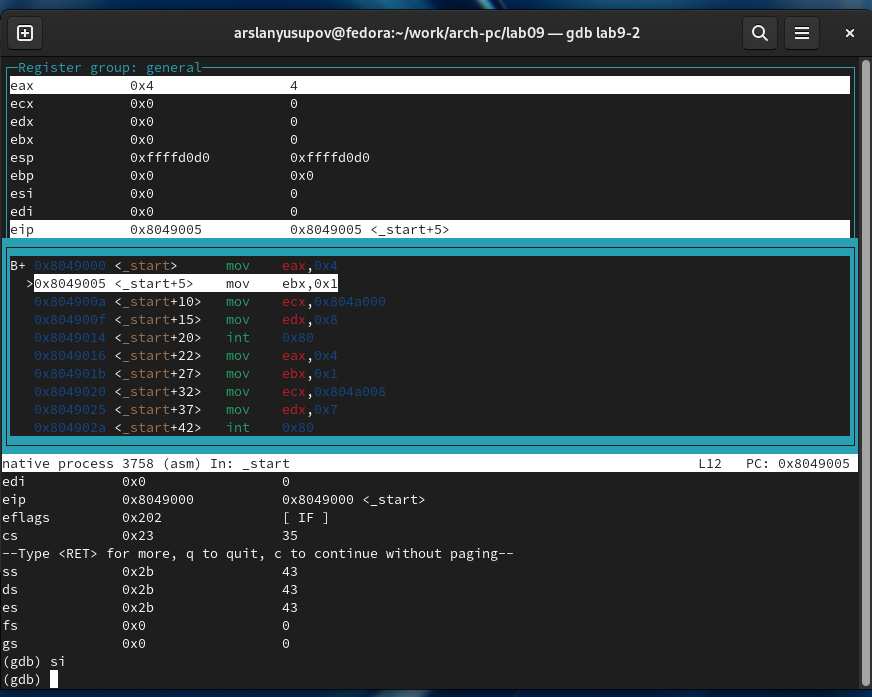 arslanyusupov@fedora:~/work/arch-pc/lab09 — gdb lab9-2
Register group: general
eax 0x4 4
ecx 0x0 0
edx 0x0 0
ebx 0x0 0
esp 0xffffd0d0 0xffffd0d0
ebp 0x0 0x0
esi 0x0 0
edi 0x0 0
eip 0x8049005 0x8049005 <_start+5>
B+ 0x8049000 <_start> mov eax,0x4
>0x8049005 <_start+5> mov ebx,0x1
0x804900a <_start+10> mov ecx,0x804a000
0x804900f <_start+15> mov edx,0x8
0x8049014 <_start+20> int 0x80
0x8049016 <_start+22> mov eax,0x4
0x804901b <_start+27> mov ebx,0x1
0x8049020 <_start+32> mov ecx,0x804a008
0x8049025 <_start+37> mov edx,0x7
0x804902a <_start+42> int 0x80
native process 3758 (asm) In: _start L12 PC: 0x8049005
edi 0x0 0
eip 0x8049000 0x8049000 <_start>
eflags 0x202 [ IF ]
cs 0x23 35
--Type <RET> for more, q to quit, c to continue without paging--
ss 0x2b 43
ds 0x2b 43
es 0x2b 43
fs 0x0 0
gs 0x0 0
(gdb) si
(gdb)